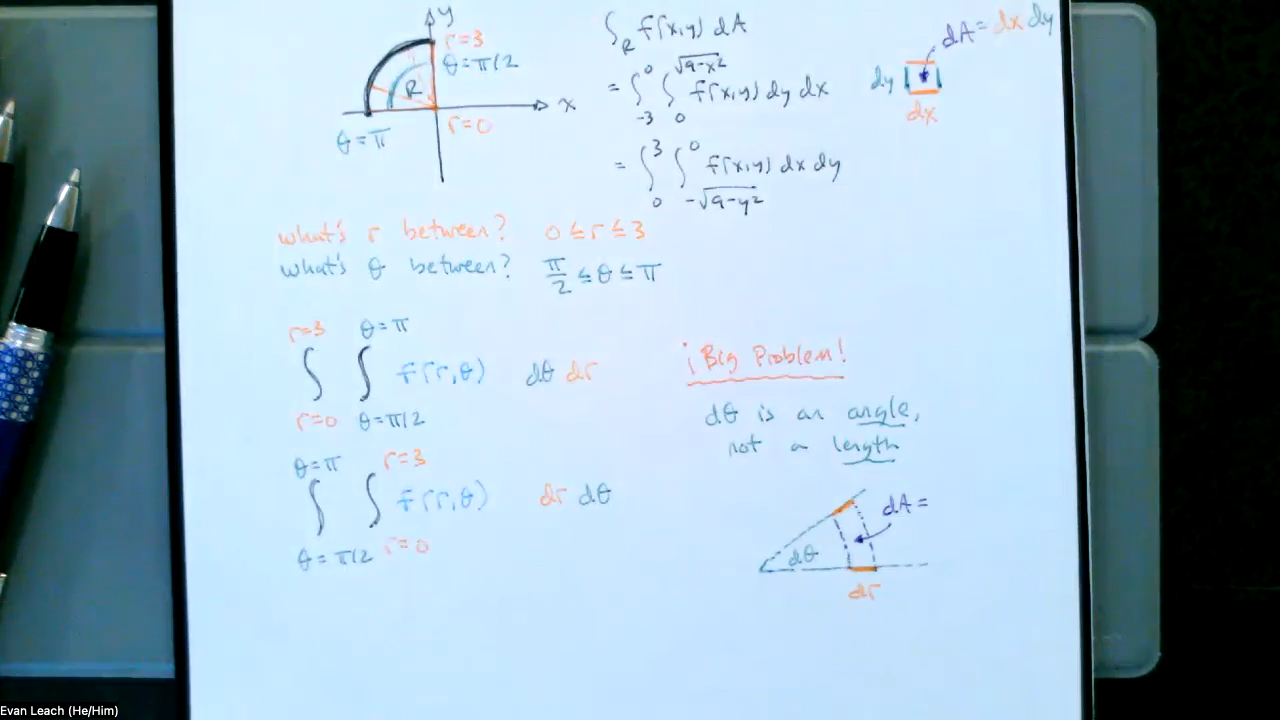 y
r=3
θ=π/2
R
x
θ=π
r=0
∫_R f(x,y) dA
= ∫_{-3}^{0} ∫_{0}^{√9-x²} f(x,y) dy dx
= ∫_{0}^{3} ∫_{-√9-y²}^{0} f(x,y) dx dy
dA = dx dy
dy
dx
what's r between? 0 ≤ r ≤ 3
what's θ between? π/2 ≤ θ ≤ π
∫_{r=0}^{r=3} ∫_{θ=π/2}^{θ=π} f(r,θ) dθ dr
∫_{θ=π/2}^{θ=π} ∫_{r=0}^{r=3} f(r,θ) dr dθ
¡Big Problem!
dθ is an angle,
not a length
dA =
dθ
dr
Evan Leach (He/Him)